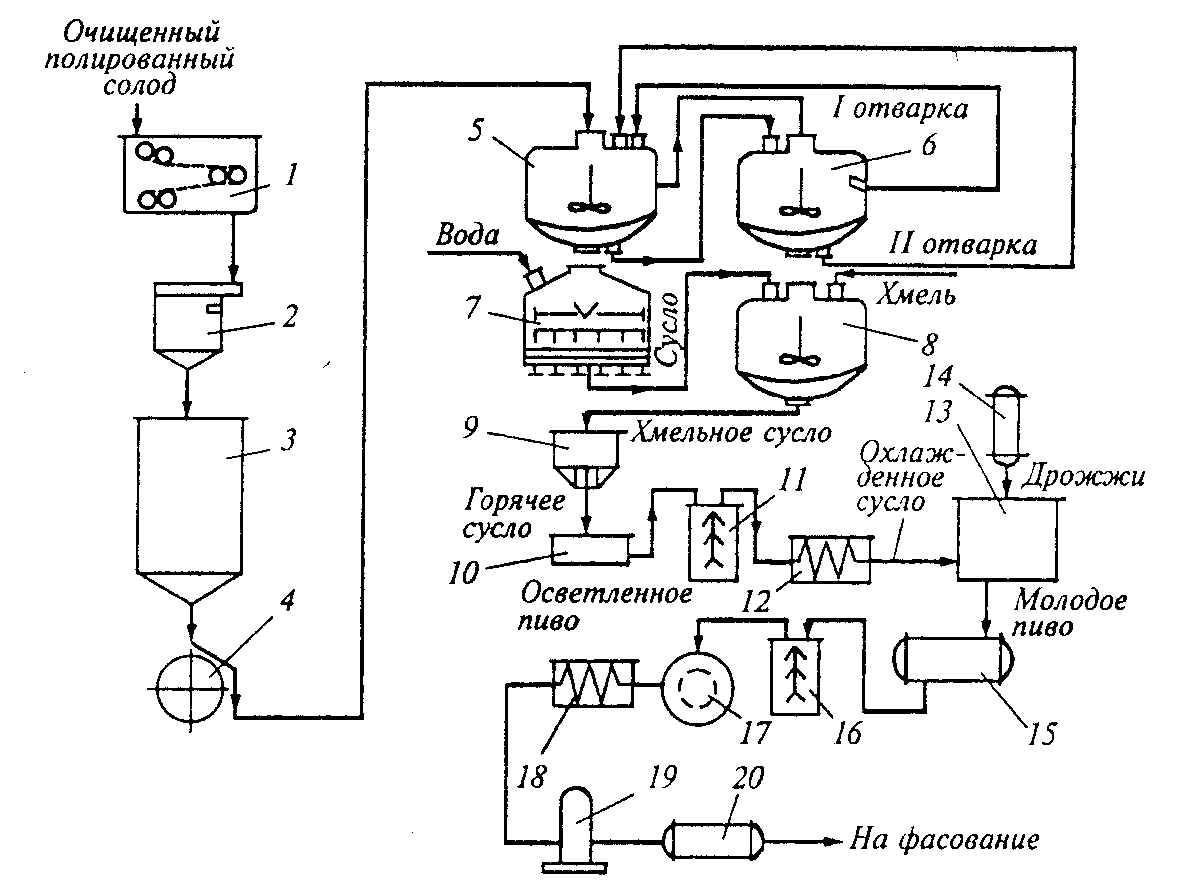 Очищенный
полированный
солод
1
2
3
4
5
I отварка
6
Вода
II отварка
7
Сусло
Хмель
8
14
13
9
Хмельное сусло
Охлаж-
денное
сусло
Дрожжи
11
Горячее
сусло
10
12
Осветленное
пиво
Молодое
пиво
18
17
16
15
19
20
На фасование